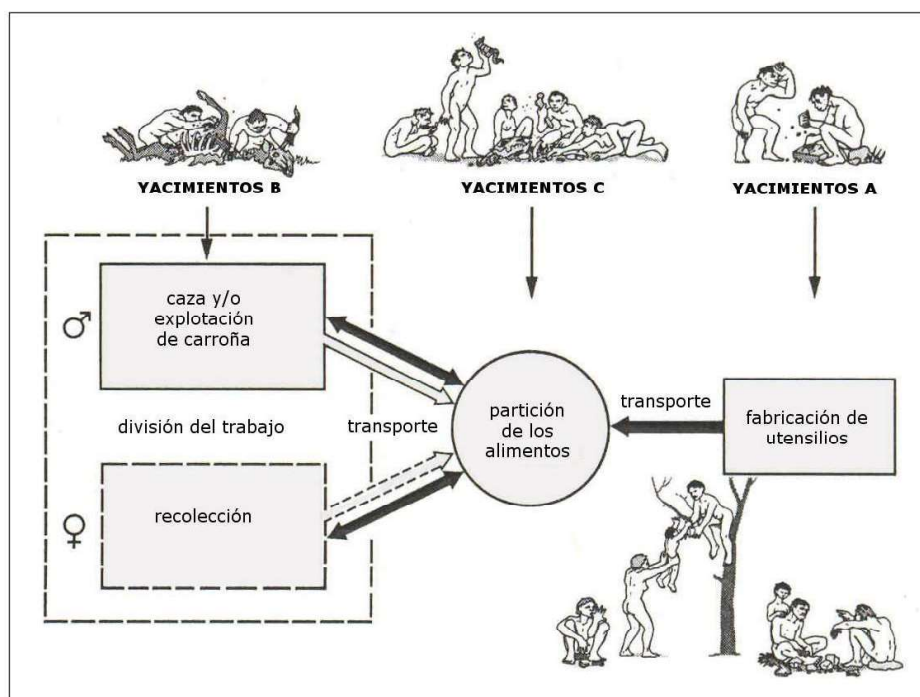 YACIMIENTOS B
YACIMIENTOS C
YACIMIENTOS A
♂
caza y/o
explotación
de carroña
división del trabajo
♀
recolección
transporte
partición
de los
alimentos
transporte
fabricación de
utensilios